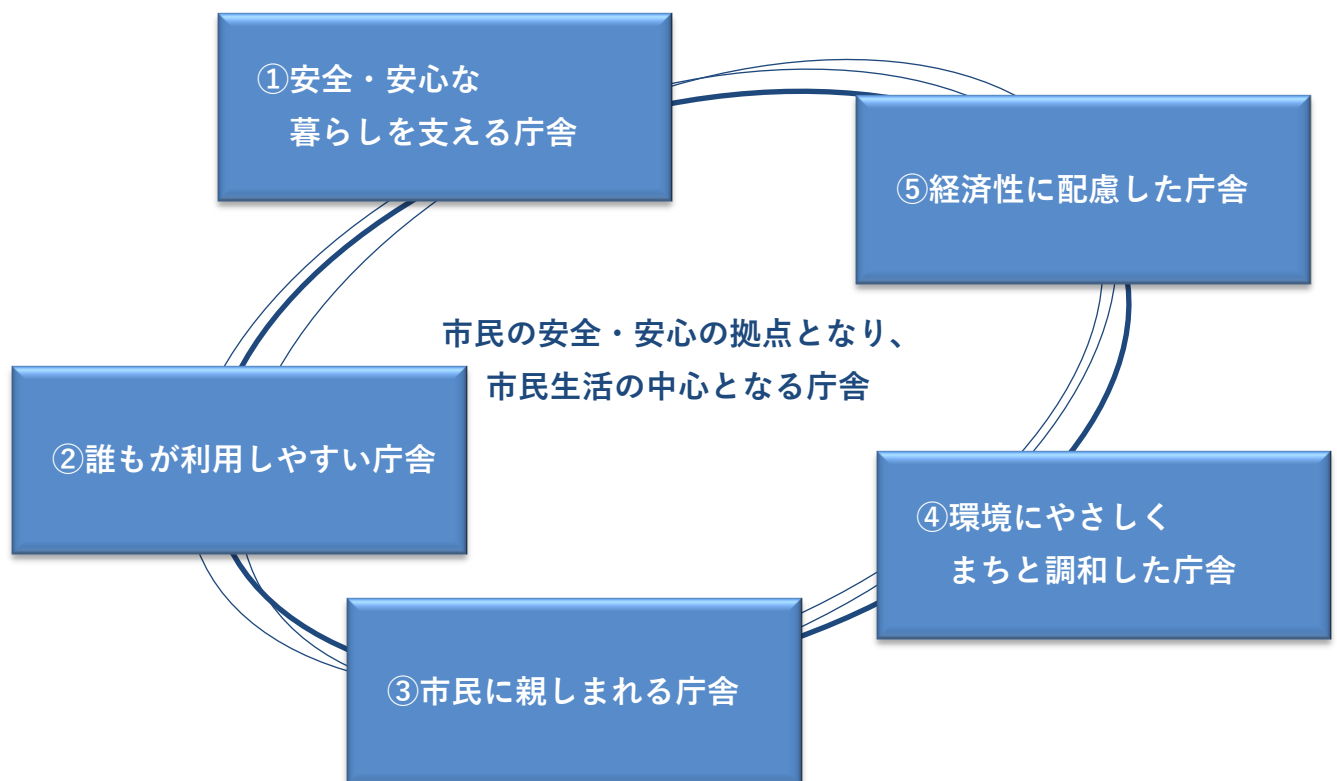 ①安全・安心な
暮らしを支える庁舎
⑤経済性に配慮した庁舎
市民の安全・安心の拠点となり、
市民生活の中心となる庁舎
②誰もが利用しやすい庁舎
④環境にやさしく
まちと調和した庁舎
③市民に親しまれる庁舎